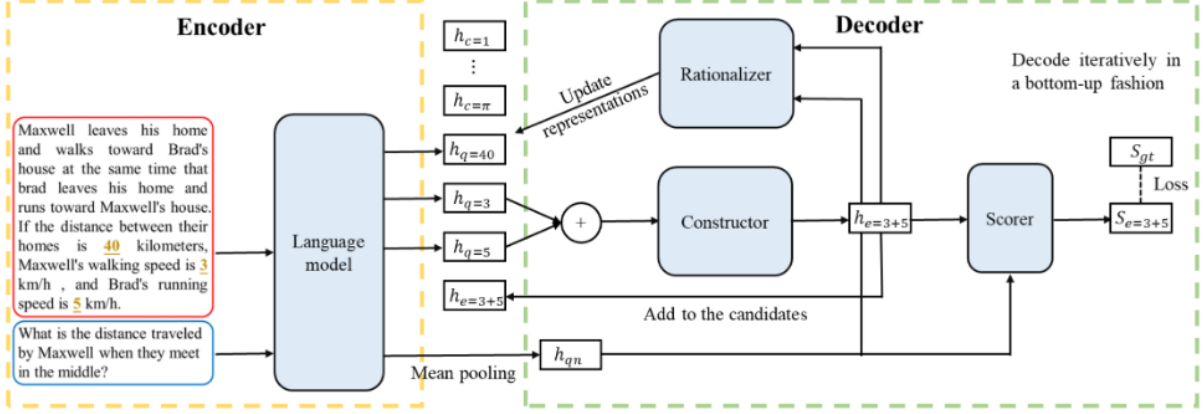 Encoder
Maxwell leaves his home
and walks toward Brad's
house at the same time that
brad leaves his home and
runs toward Maxwell's house.
If the distance between their
homes is 40 kilometers,
Maxwell's walking speed is 3
km/h , and Brad's running
speed is 5 km/h.
What is the distance traveled
by Maxwell when they meet
in the middle?
Language
model
h_{c=1}
⋮
h_{c=π}
h_{q=40}
h_{q=3}
h_{q=5}
h_{e=3+5}
Mean pooling
h_{qn}
Decoder
Rationalizer
Update
representations
+
Constructor
h_{e=3+5}
Add to the candidates
Scorer
Decode iteratively in
a bottom-up fashion
S_{gt}
Loss
S_{e=3+5}